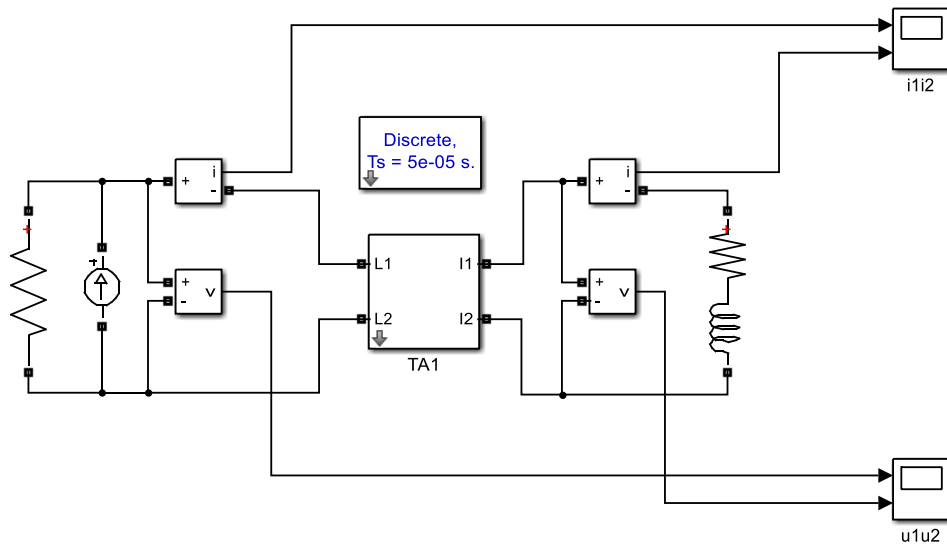 i1i2
Discrete,
Ts = 5e-05 s.
+
i
-
+
i
-
+
+
+
L1
I1
+
-
v
+
-
v
L2
I2
TA1
u1u2